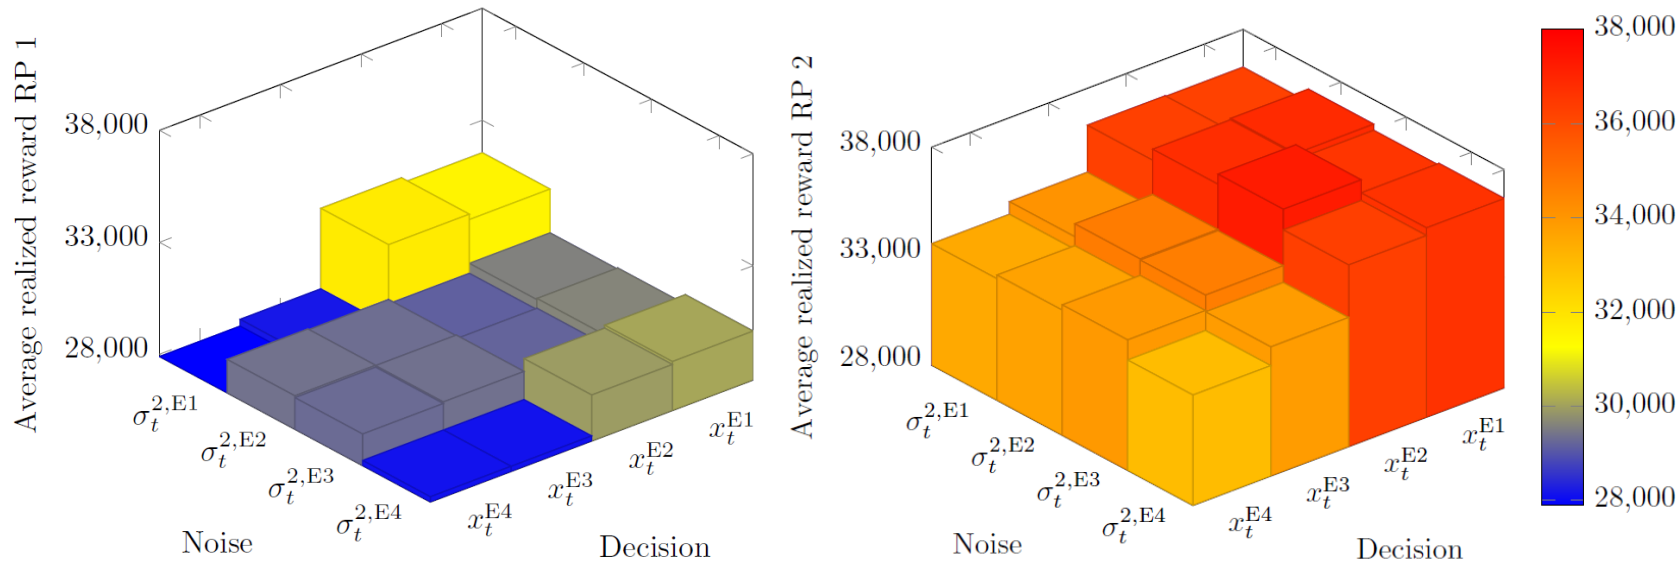 Average realized reward RP 1
38,000
33,000
28,000
σ_t^{2,E1}
σ_t^{2,E2}
σ_t^{2,E3}
σ_t^{2,E4}
Noise
x_t^{E4}
x_t^{E3}
x_t^{E2}
x_t^{E1}
Decision
Average realized reward RP 2
38,000
33,000
28,000
σ_t^{2,E1}
σ_t^{2,E2}
σ_t^{2,E3}
σ_t^{2,E4}
Noise
x_t^{E4}
x_t^{E3}
x_t^{E2}
x_t^{E1}
Decision
38,000
36,000
34,000
32,000
30,000
28,000